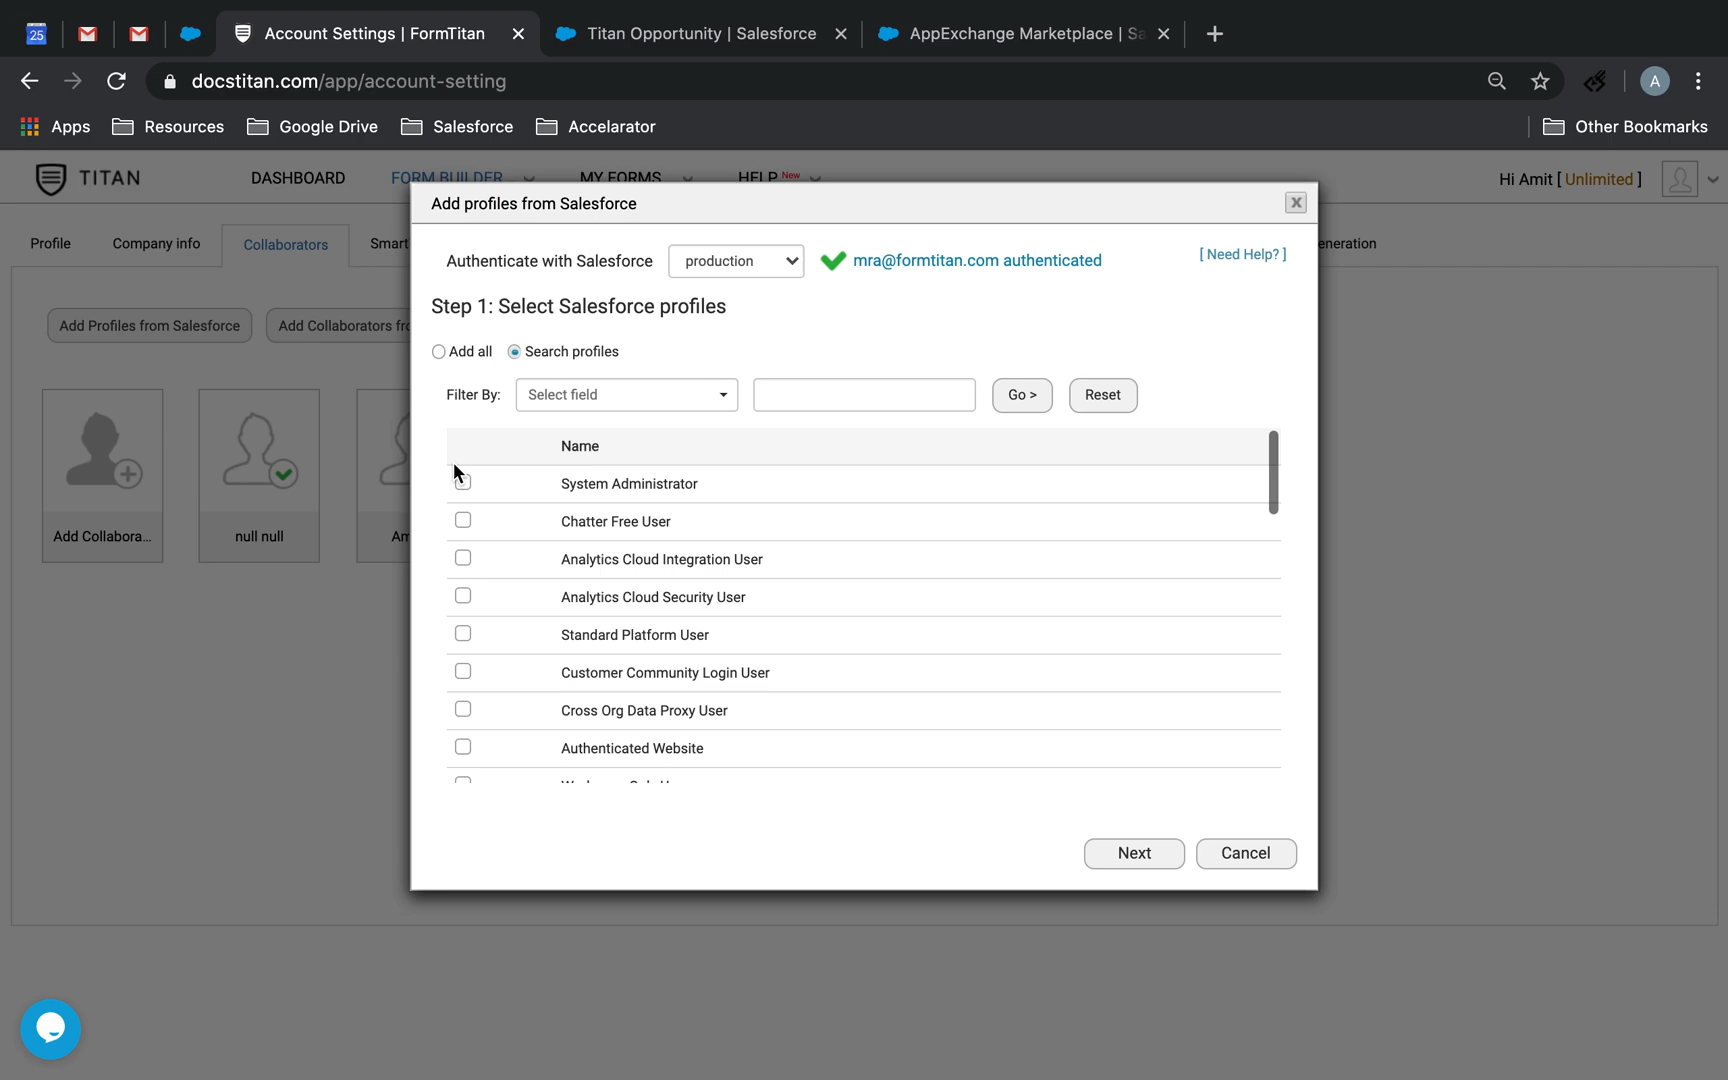 25
Account Settings | FormTitan
Titan Opportunity | Salesforce
AppExchange Marketplace | Sa
docstitan.com/app/account-setting
A
Apps
Resources
Google Drive
Salesforce
Accelarator
Other Bookmarks
TITAN
DASHBOARD
FORM BUILDER
MY FORMS
HELP New
Hi Amit [ Unlimited ]
Add profiles from Salesforce
X
Profile
Company info
Collaborators
Smart
eneration
Authenticate with Salesforce
production
mra@formtitan.com authenticated
[ Need Help? ]
Step 1: Select Salesforce profiles
Add Profiles from Salesforce
Add Collaborators fro
Add all
Search profiles
Filter By:
Select field
Go >
Reset
Name
System Administrator
Chatter Free User
Add Collabora...
null null
Am
Analytics Cloud Integration User
Analytics Cloud Security User
Standard Platform User
Customer Community Login User
Cross Org Data Proxy User
Authenticated Website
Next
Cancel